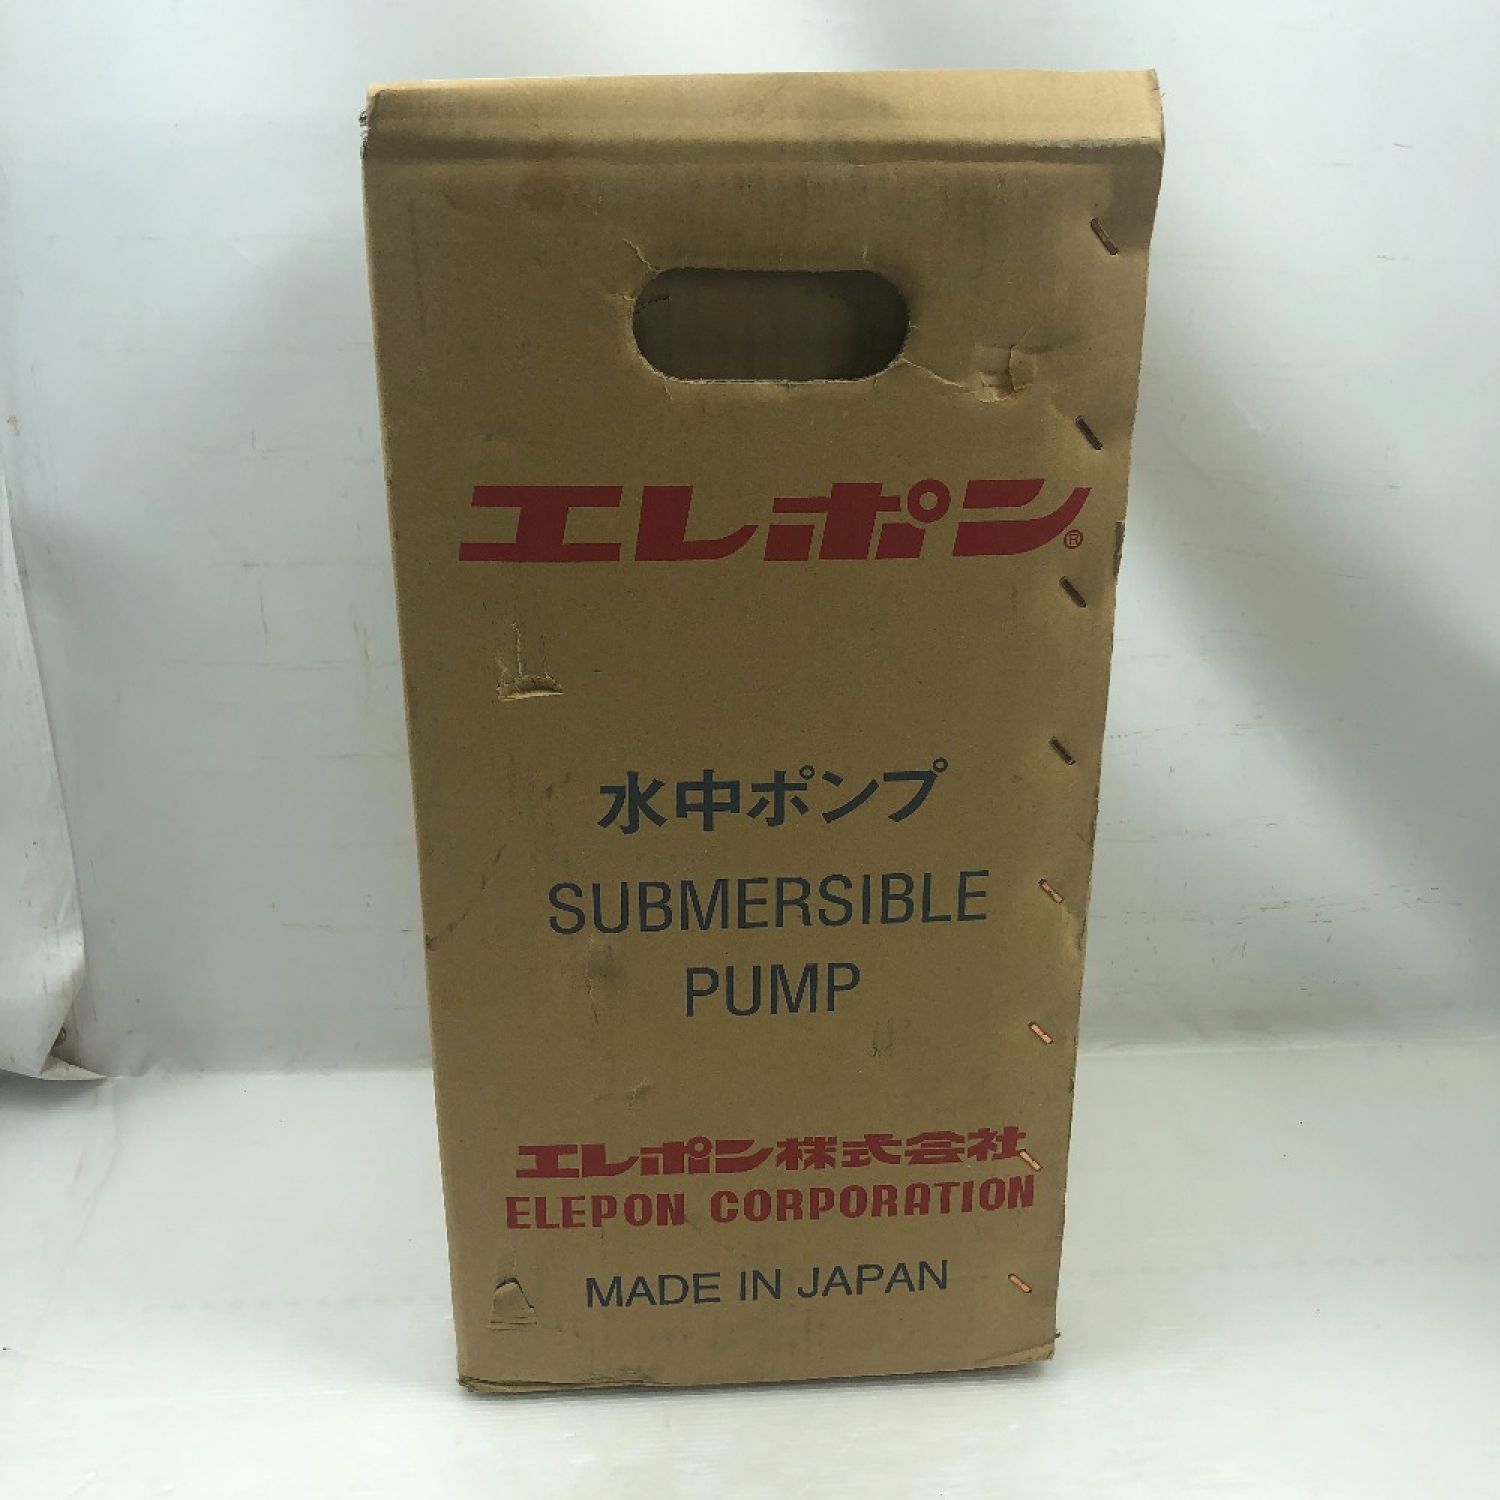 エレポン®
水中ポンプ
SUBMERSIBLE
PUMP
エレポン株式会社
ELEPON CORPORATION
MADE IN JAPAN